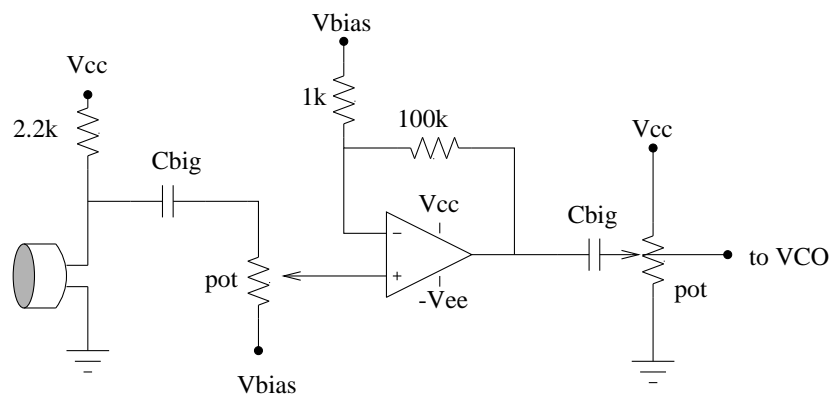 Vbias
Vcc
1k
2.2k
100k
Vcc
Cbig
Vcc
Cbig
−
+
pot
to VCO
pot
-Vee
Vbias